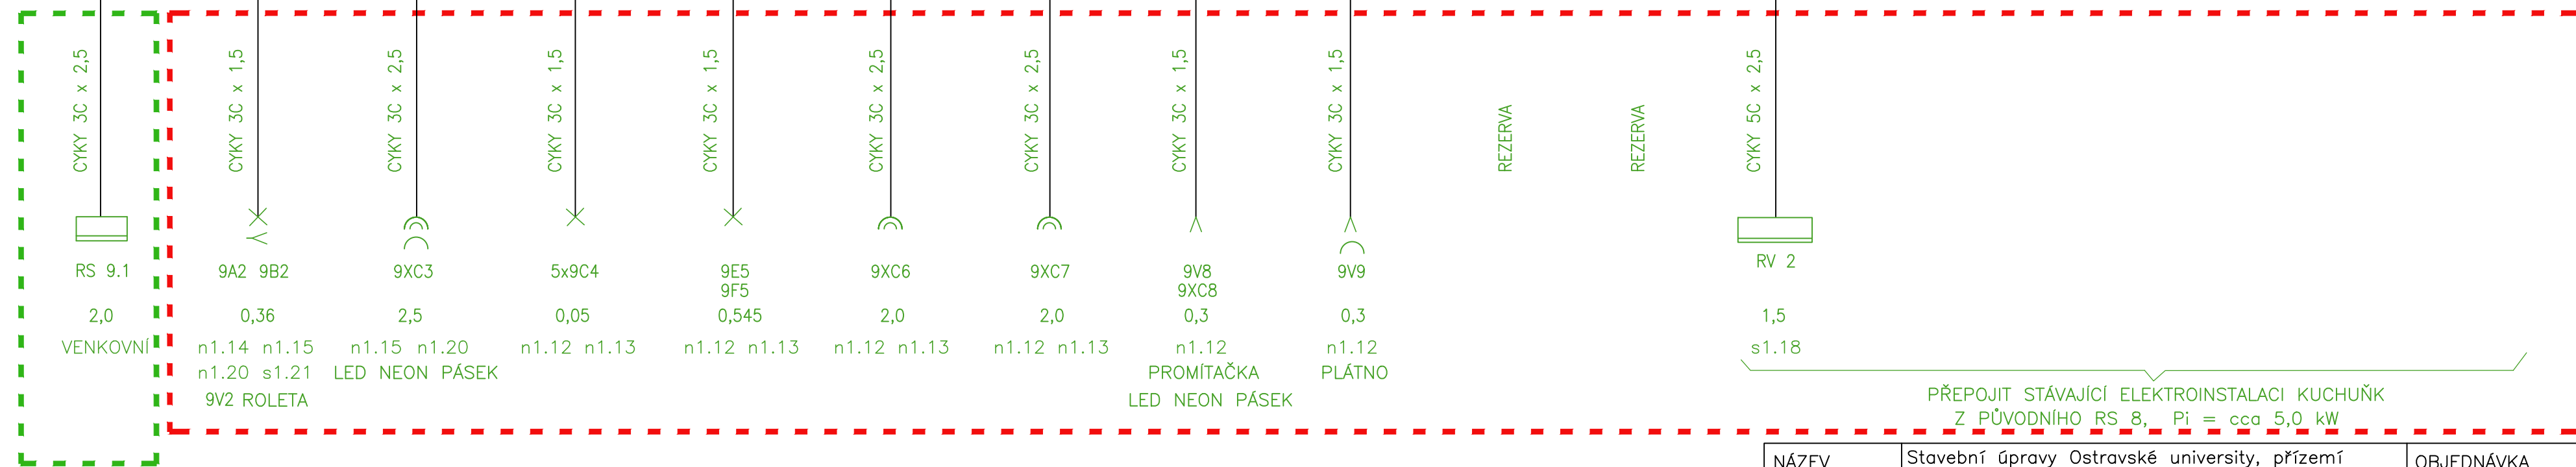 CYKY 3C x 2,5
CYKY 3C x 1,5
CYKY 3C x 2,5
CYKY 3C x 1,5
CYKY 3C x 1,5
CYKY 3C x 2,5
CYKY 3C x 2,5
CYKY 3C x 1,5
CYKY 3C x 1,5
REZERVA
REZERVA
CYKY 5C x 2,5
RS 9.1
2,0
VENKOVNÍ
9A2 9B2
0,36
n1.14 n1.15
n1.20 s1.21
9V2 ROLETA
9XC3
2,5
n1.15 n1.20
LED NEON PÁSEK
5x9C4
0,05
n1.12 n1.13
9E5
9F5
0,545
n1.12 n1.13
9XC6
2,0
n1.12 n1.13
9XC7
2,0
n1.12 n1.13
9V8
9XC8
0,3
n1.12
PROMÍTAČKA
LED NEON PÁSEK
9V9
0,3
n1.12
PLÁTNO
RV 2
1,5
s1.18
PŘEPOJIT STÁVAJÍCÍ ELEKTROINSTALACI KUCHUŇK
Z PŮVODNÍHO RS 8, Pi = cca 5,0 kW
NÁZEV
Stavební úpravy Ostravské university, přízemí
OBJEDNÁVKA